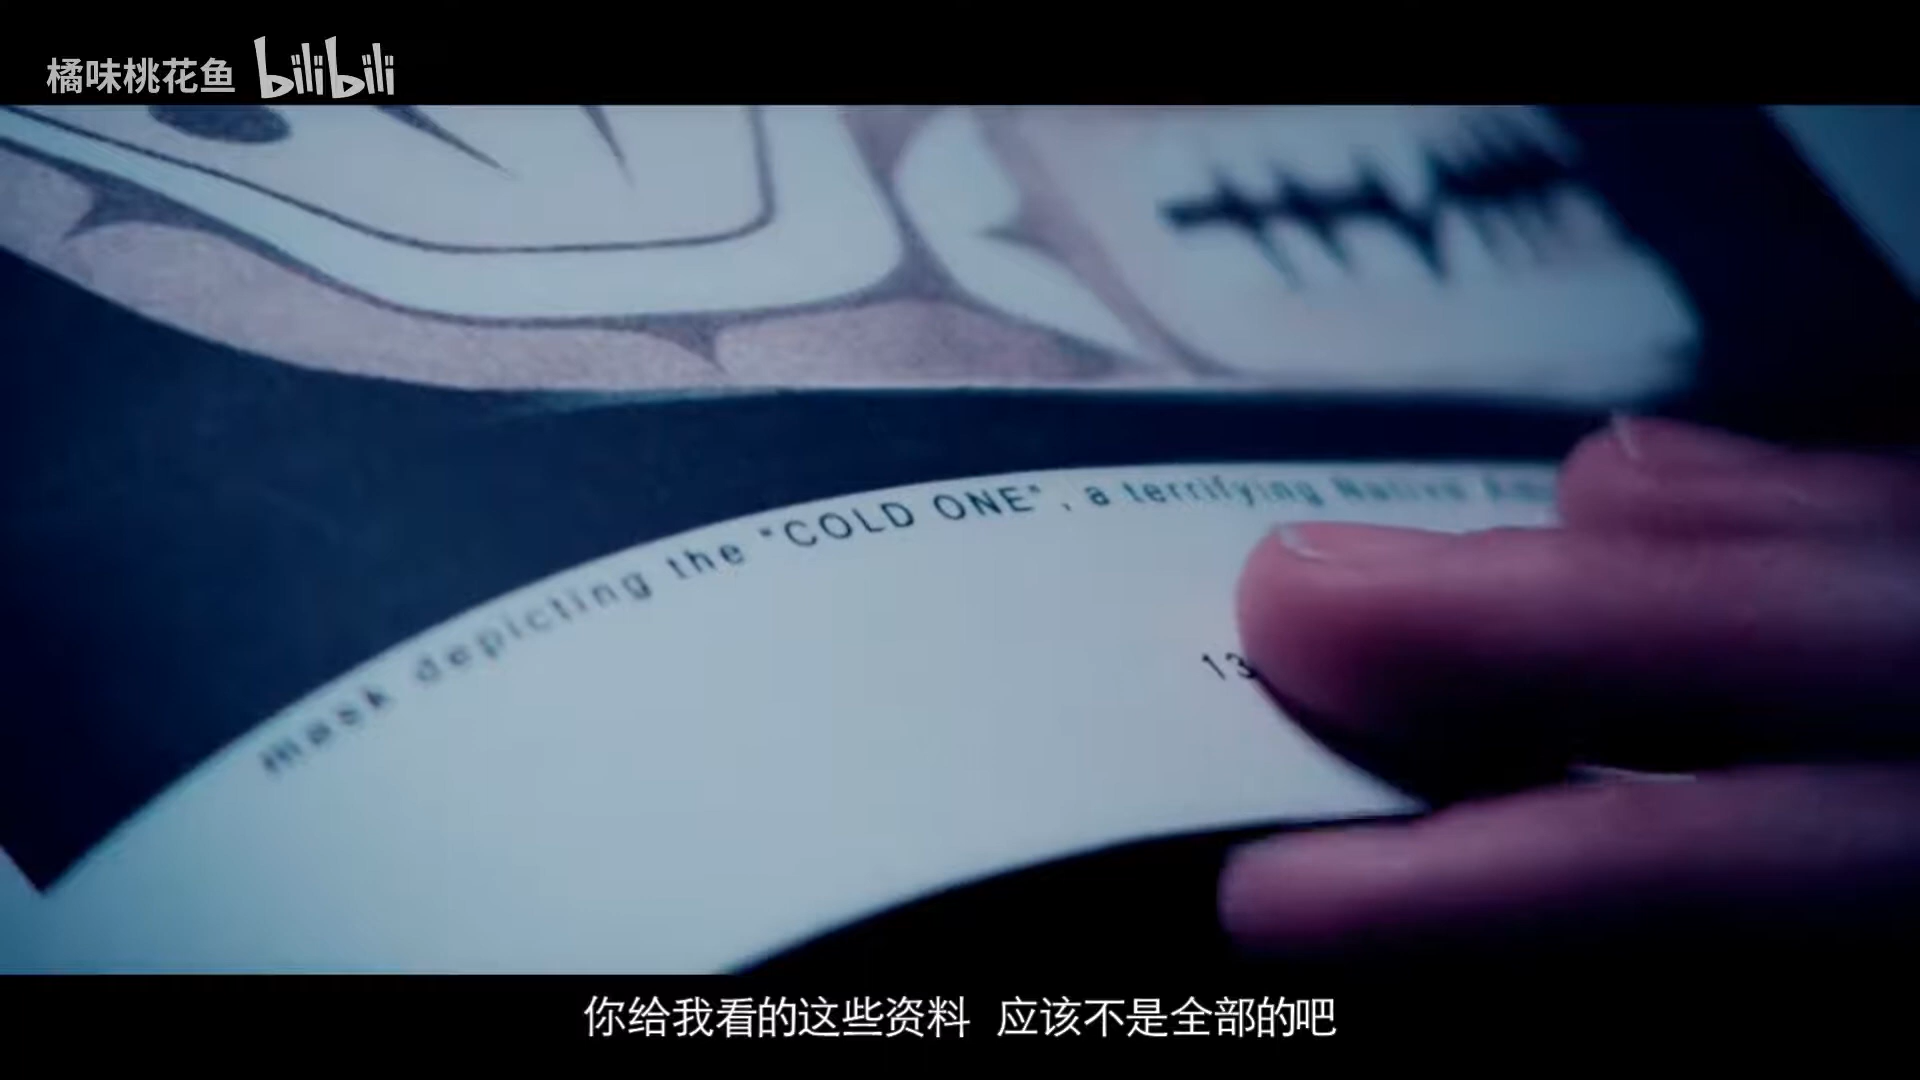 橘味桃花鱼 bilibili
mask depicting the "COLD ONE", a terrifying Native
13
你给我看的这些资料 应该不是全部的吧